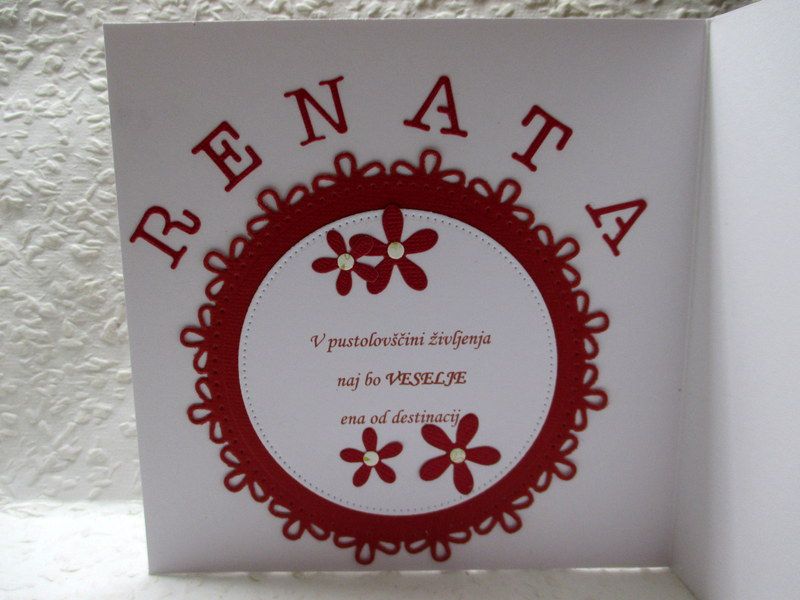 RENATA
V pustolovščini življenja
naj bo VESELJE
ena od destinacij